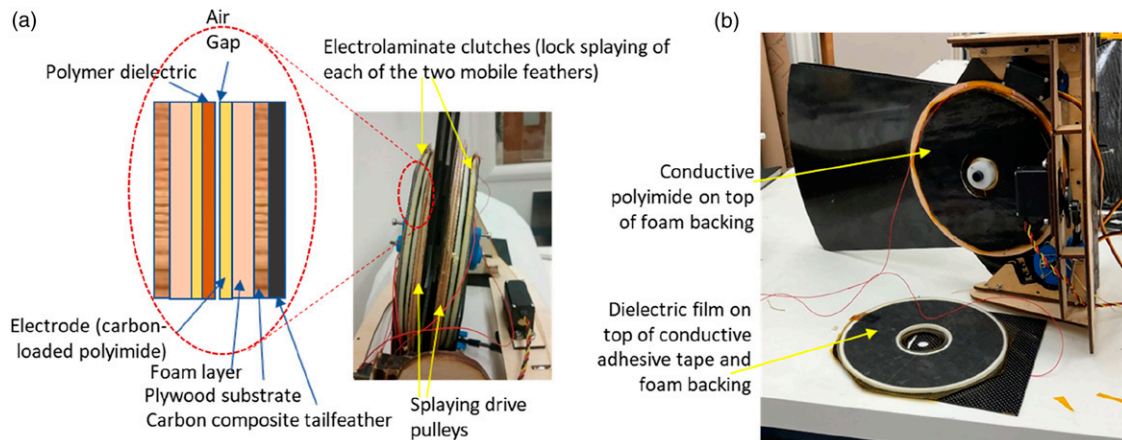 (a)
Air
Gap
Polymer dielectric
Electrolaminate clutches (lock splaying of
each of the two mobile feathers)
Electrode (carbon-
loaded polyimide)
Foam layer
Plywood substrate
Carbon composite tailfeather
Splaying drive
pulleys
(b)
Conductive
polyimide on top
of foam backing
Dielectric film on
top of conductive
adhesive tape and
foam backing